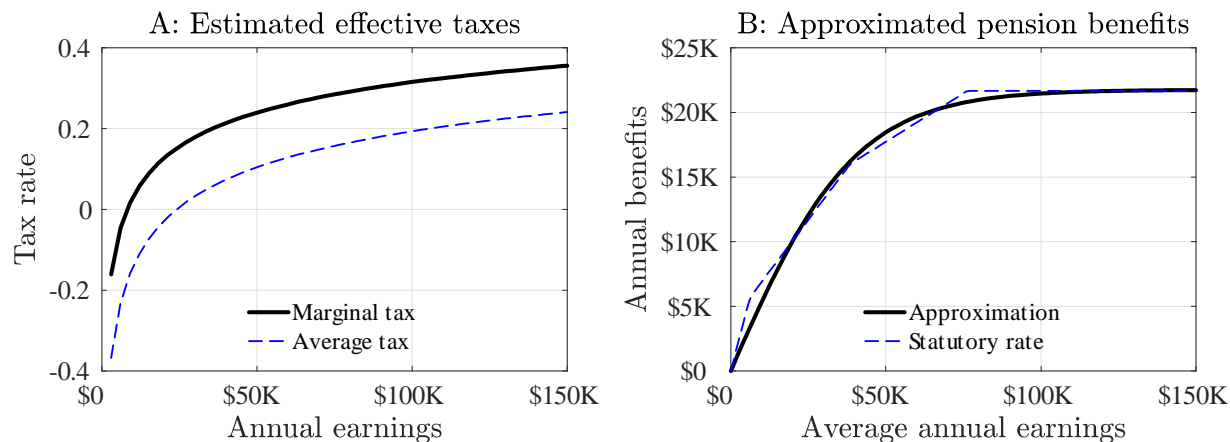 A: Estimated effective taxes
0.4
0.2
0
-0.2
-0.4
Tax rate
Marginal tax
Average tax
$0
$50K
$100K
$150K
Annual earnings
B: Approximated pension benefits
$25K
$20K
$15K
$10K
$5K
$0
Annual benefits
Approximation
Statutory rate
$0
$50K
$100K
$150K
Average annual earnings